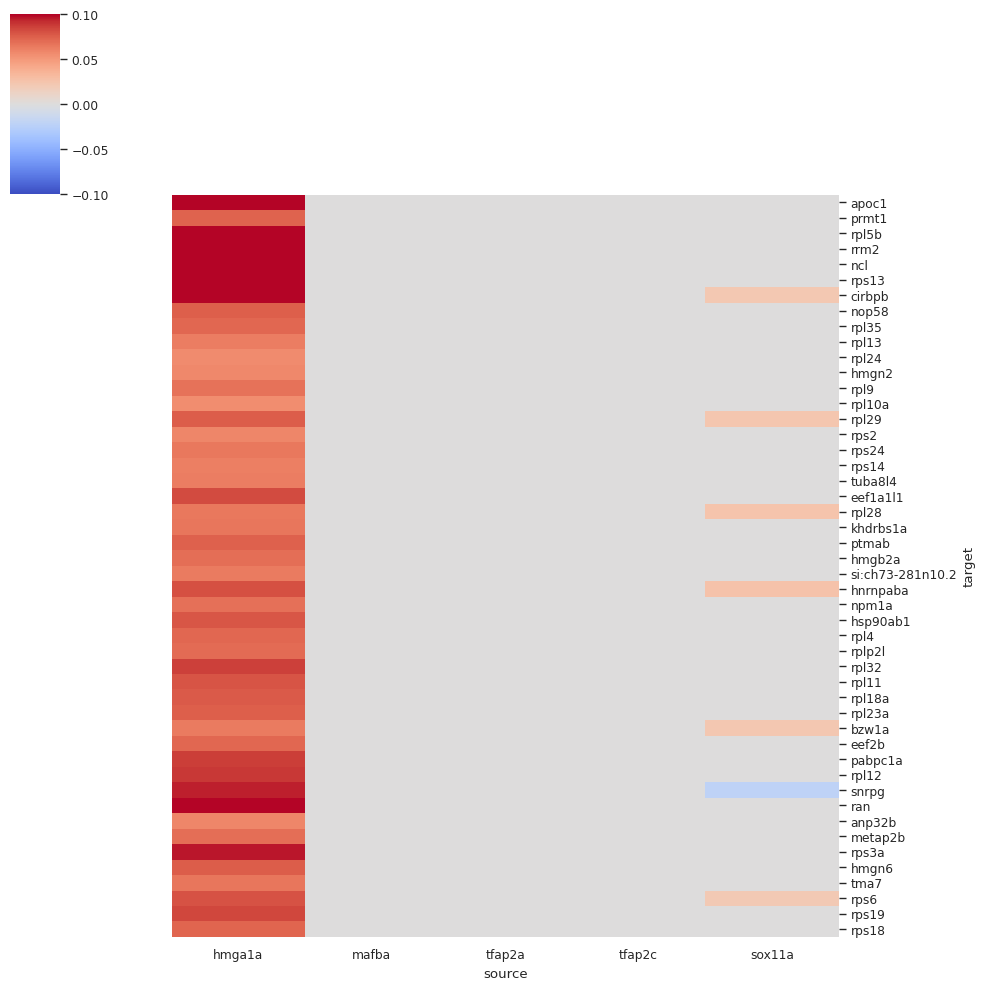 0.10
0.05
0.00
−0.05
−0.10
apoc1
prmt1
rpl5b
rrm2
ncl
rps13
cirbpb
nop58
rpl35
rpl13
rpl24
hmgn2
rpl9
rpl10a
rpl29
rps2
rps24
rps14
tuba8l4
eef1a1l1
rpl28
khdrbs1a
ptmab
hmgb2a
si:ch73-281n10.2
hnrnpaba
npm1a
hsp90ab1
rpl4
rplp2l
rpl32
rpl11
rpl18a
rpl23a
bzw1a
eef2b
pabpc1a
rpl12
snrpg
ran
anp32b
metap2b
rps3a
hmgn6
tma7
rps6
rps19
rps18
target
hmga1a mafba tfap2a tfap2c sox11a
source